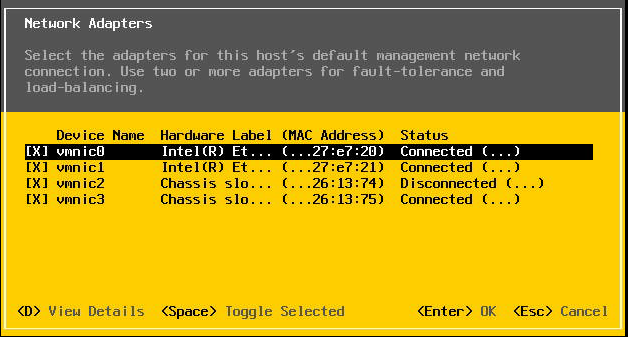 Network Adapters
Select the adapters for this host's default management network
connection. Use two or more adapters for fault-tolerance and
load-balancing.
Device Name Hardware Label (MAC Address) Status
[X] vmnic0 Intel(R) Et... (...27:e7:20) Connected (...)
[X] vmnic1 Intel(R) Et... (...27:e7:21) Connected (...)
[X] vmnic2 Chassis slo... (...26:13:74) Disconnected (...)
[X] vmnic3 Chassis slo... (...26:13:75) Connected (...)
<D> View Details <Space> Toggle Selected <Enter> OK <Esc> Cancel